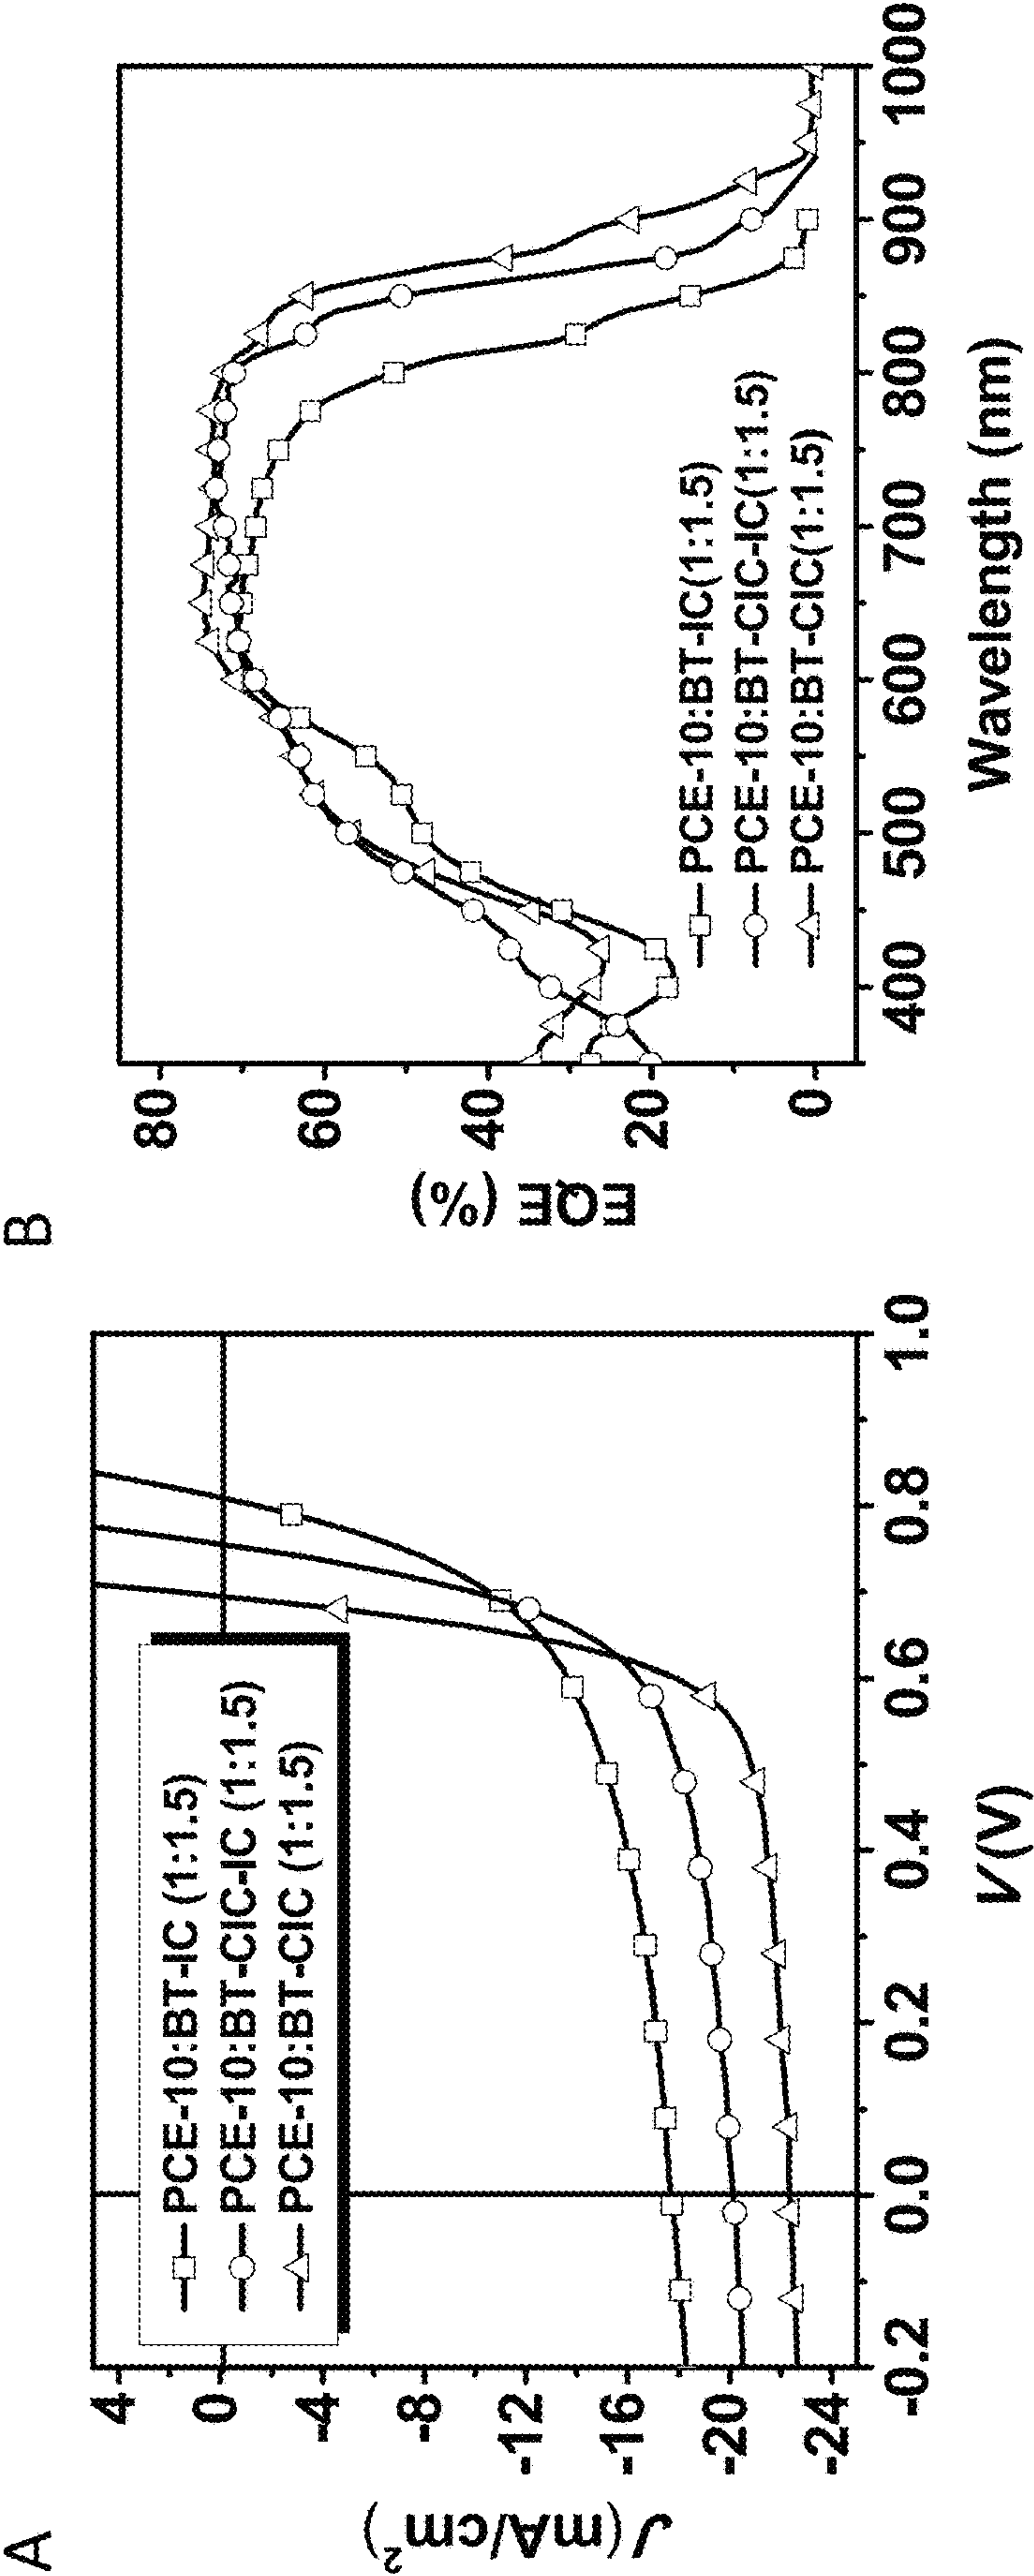 A
J (mA/cm2)
4
0
-4
-8
-12
-16
-20
-24
PCE-10:BT-IC (1:1.5)
PCE-10:BT-CIC-IC (1:1.5)
PCE-10:BT-CIC (1:1.5)
-0.2
0.0
0.2
0.4
0.6
0.8
1.0
V (V)
B
EQE (%)
80
60
40
20
0
PCE-10:BT-IC(1:1.5)
PCE-10:BT-CIC-IC(1:1.5)
PCE-10:BT-CIC(1:1.5)
400
500
600
700
800
900
1000
Wavelength (nm)